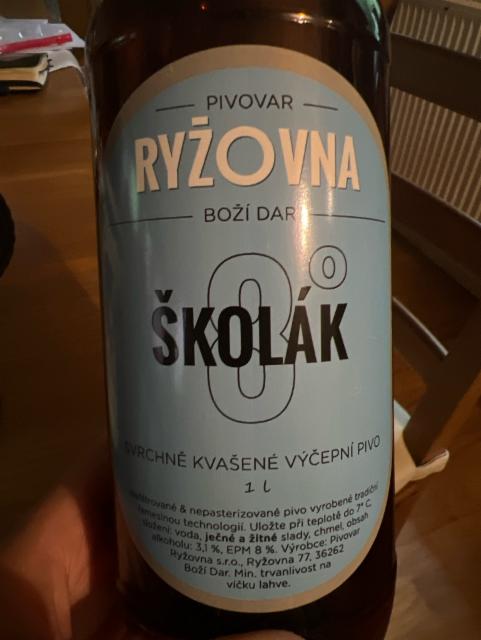 PIVOVAR
RYŽOVNA
BOŽÍ DAR
8°
ŠKOLÁK
SVRCHNĚ KVAŠENÉ VÝČEPNÍ PIVO
1 l
Nefiltrované & nepasterizované pivo vyrobené tradiční
řemeslnou technologií. Uložte při teplotě do 7° C.
Složení: voda, ječné a žitné slady, chmel, obsah
alkoholu: 3,1 %, EPM 8 %. Výrobce: Pivovar
Ryžovna s.r.o., Ryžovna 77, 36262
Boží Dar. Min. trvanlivost na
víčku lahve.